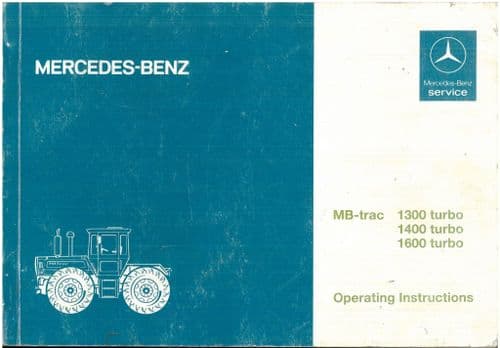 MERCEDES-BENZ
Mercedes-Benz
service
MB-trac 1300 turbo
1400 turbo
1600 turbo
Operating Instructions